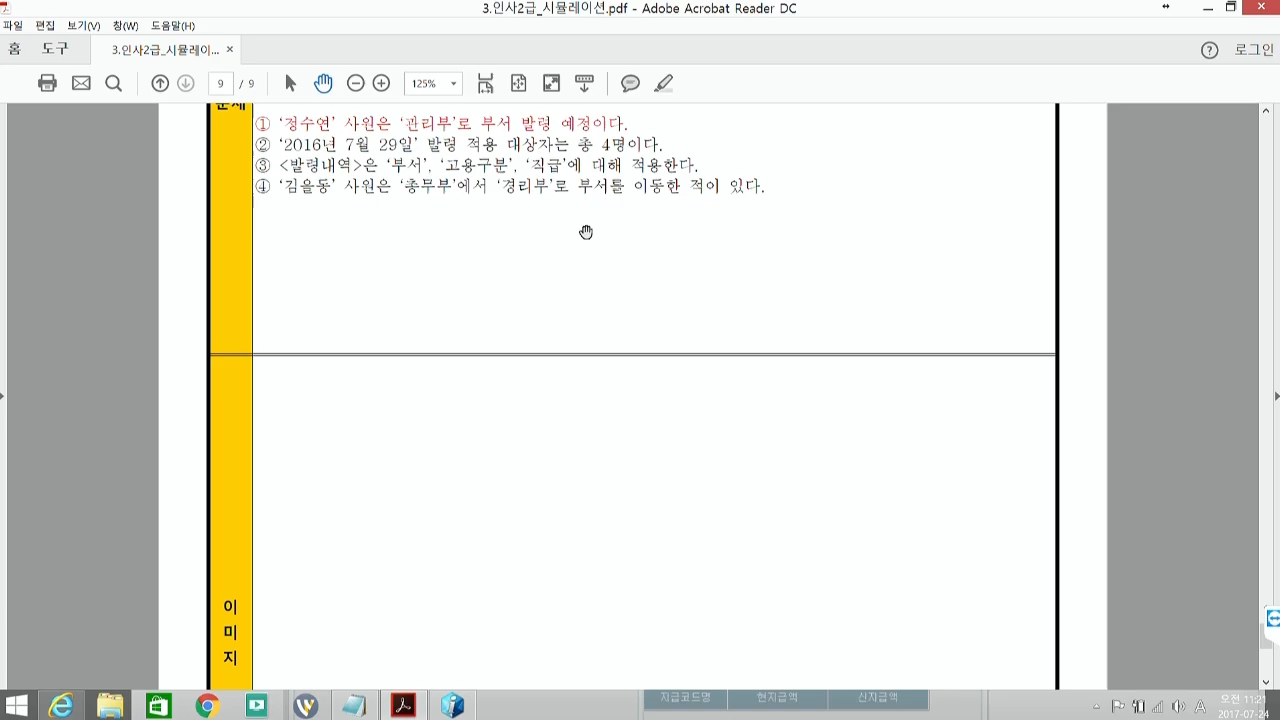 3.인사2급_시뮬레이션.pdf - Adobe Acrobat Reader DC
파일 편집 보기(V) 창(W) 도움말(H)
홈 도구 3.인사2급_시뮬레이... × ? 로그인
9 / 9 125%
문제
① ‘정수연’ 사원은 ‘관리부’로 부서 발령 예정이다.
② ‘2016년 7월 29일’ 발령 적용 대상자는 총 4명이다.
③ <발령내역>은 ‘부서’, ‘고용구분’, ‘직급’에 대해 적용한다.
④ ‘김을동’ 사원은 ‘총무부’에서 ‘경리부’로 부서를 이동한 적이 있다.
이
미
지
지급코드명 현지급액 신지급액
A 오전 11:21
2017-07-24